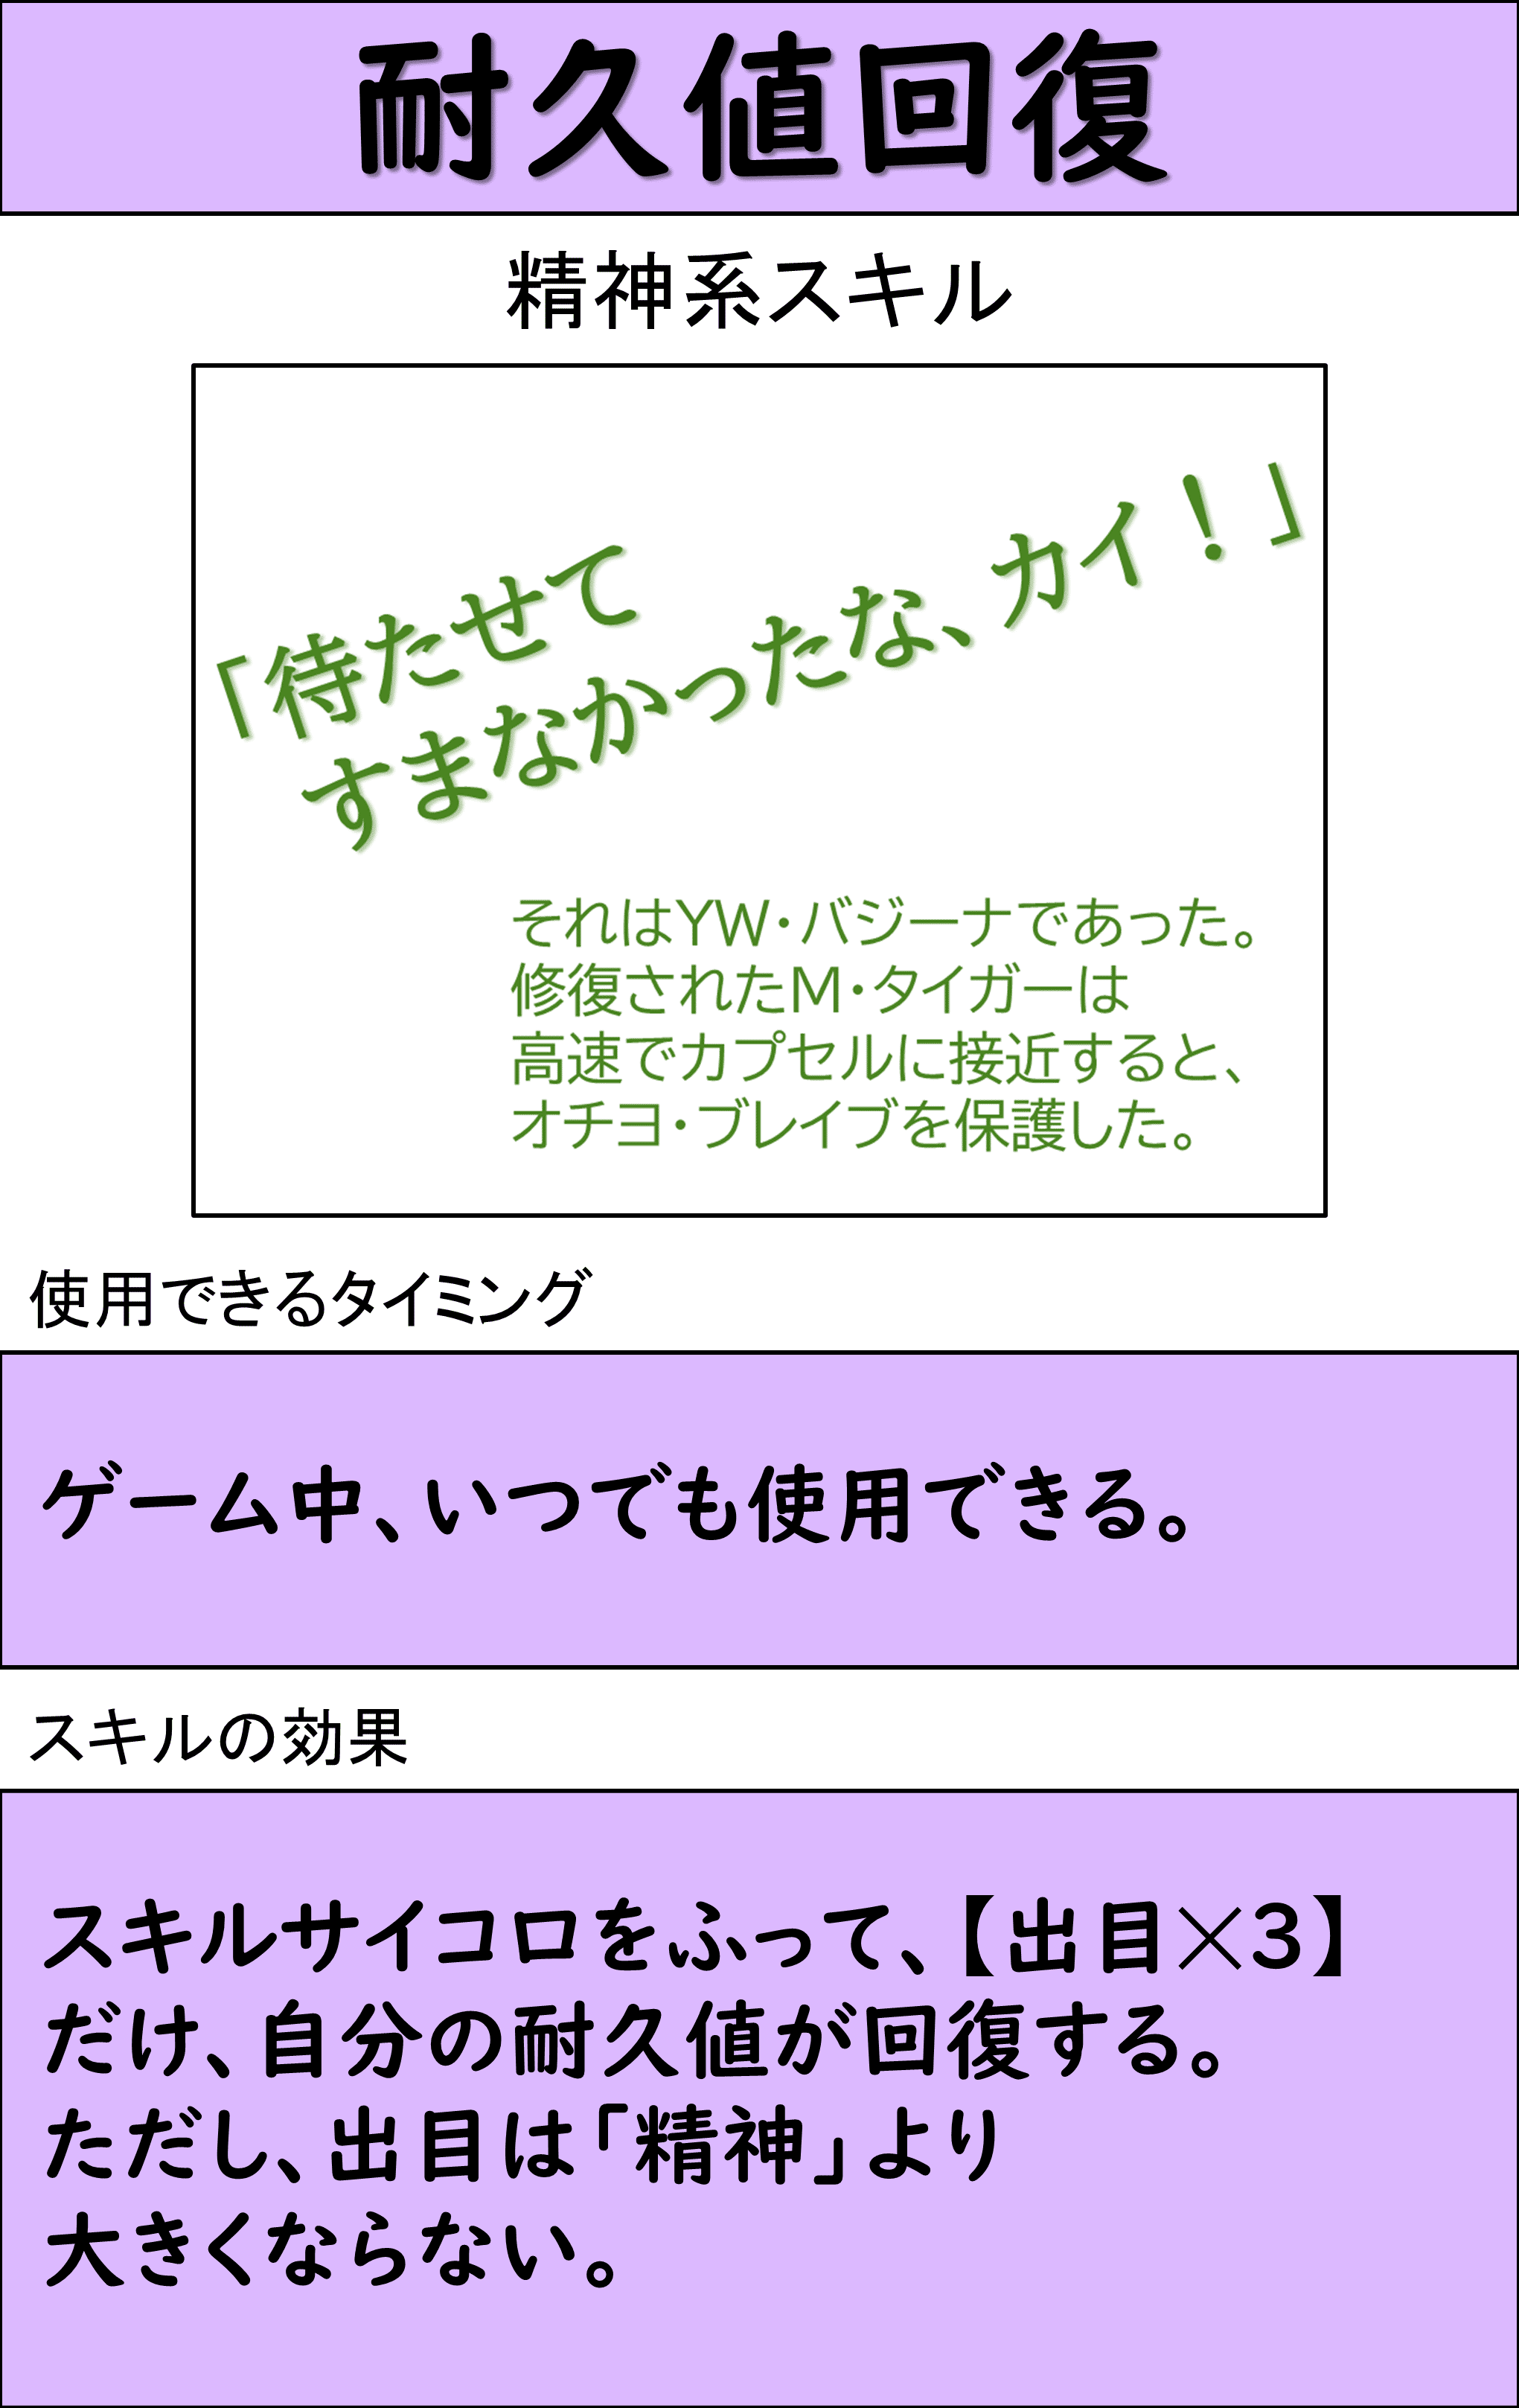 耐久値回復
精神系スキル
「待たせて
すまなかったな、カイ！」
それはYW・バジーナであった。
修復されたM・タイガーは
高速でカプセルに接近すると、
オチヨ・ブレイブを保護した。
使用できるタイミング
ゲーム中、いつでも使用できる。
スキルの効果
スキルサイコロをふって、【出目×３】
だけ、自分の耐久値が回復する。
ただし、出目は「精神」より
大きくならない。